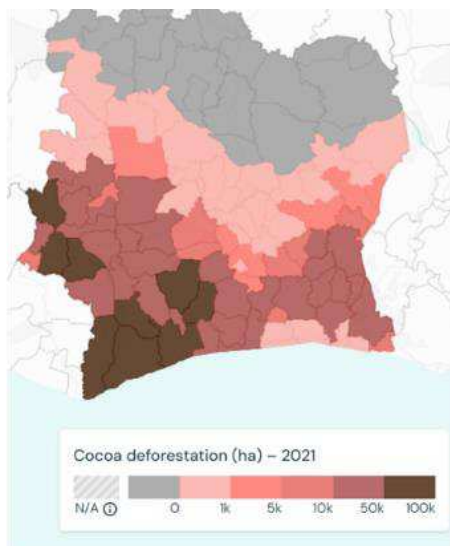 Cocoa deforestation (ha) – 2021
N/A ⓘ 0 1k 5k 10k 50k 100k